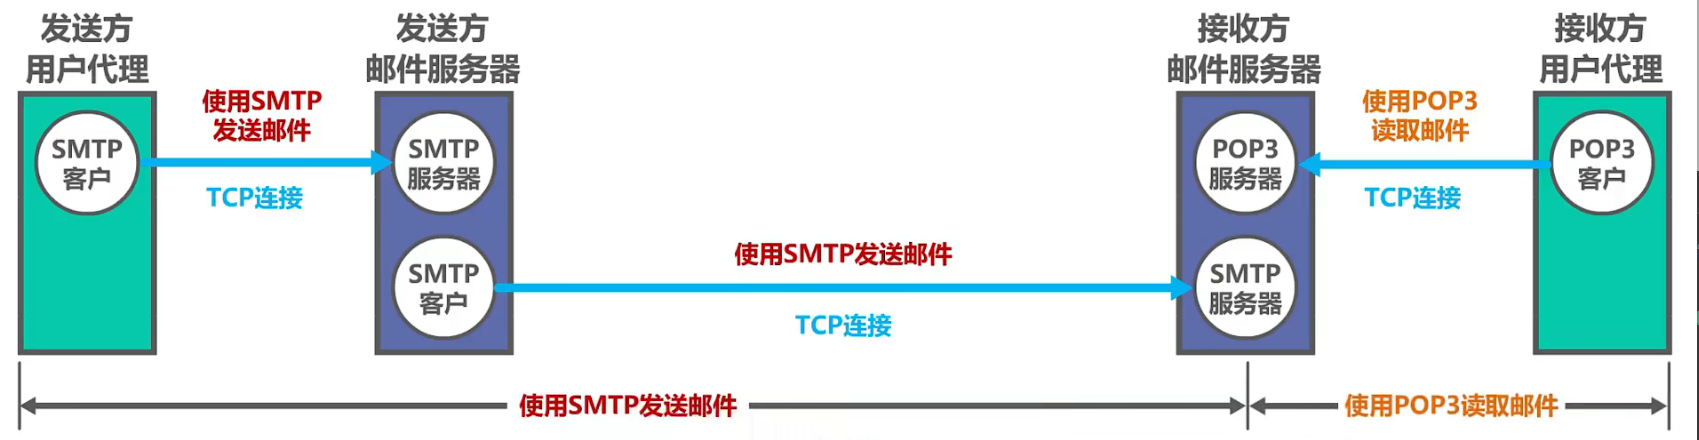 发送方
用户代理
发送方
邮件服务器
接收方
邮件服务器
接收方
用户代理
使用SMTP
发送邮件
使用POP3
读取邮件
SMTP
客户
SMTP
服务器
POP3
服务器
POP3
客户
TCP连接
TCP连接
使用SMTP发送邮件
SMTP
客户
SMTP
服务器
TCP连接
使用SMTP发送邮件
使用POP3读取邮件